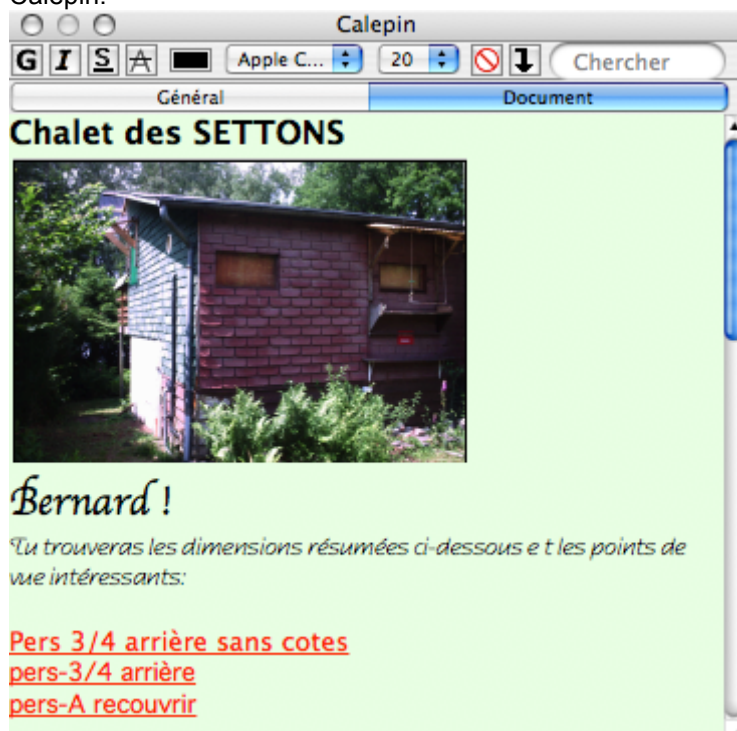 Calepin.
Calepin
G I S A Apple C... 20 Chercher
Général Document
Chalet des SETTONS
Bernard !
Tu trouveras les dimensions résumées ci-dessous e t les points de
vue intéressants:
Pers 3/4 arrière sans cotes
pers-3/4 arrière
pers-A recouvrir